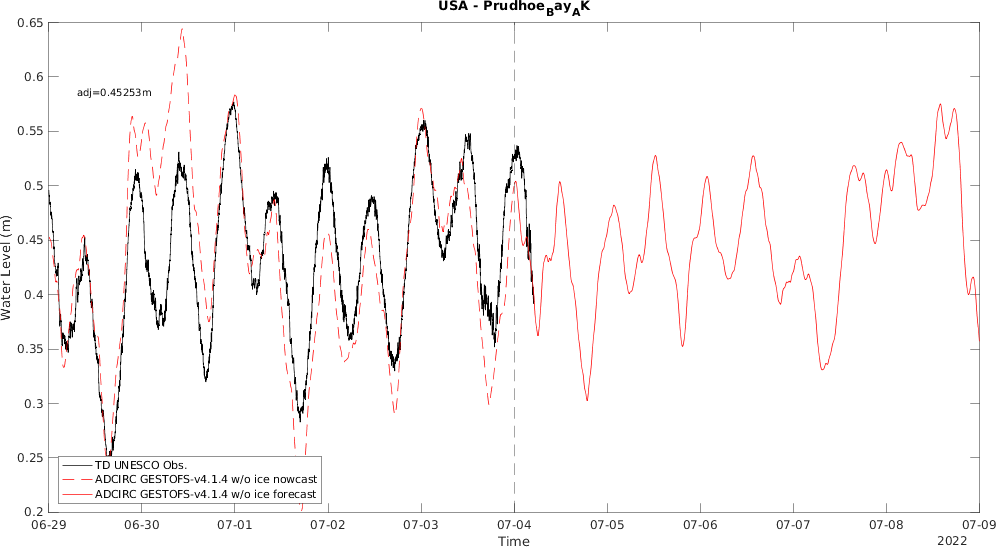 USA - Prudhoe_Bay_AK
0.65
0.6
adj=0.45253m
0.55
0.5
0.45
0.4
0.35
0.3
0.25
0.2
Water Level (m)
TD UNESCO Obs.
ADCIRC GESTOFS-v4.1.4 w/o ice nowcast
ADCIRC GESTOFS-v4.1.4 w/o ice forecast
06-29 06-30 07-01 07-02 07-03 07-04 07-05 07-06 07-07 07-08 07-09
Time
2022